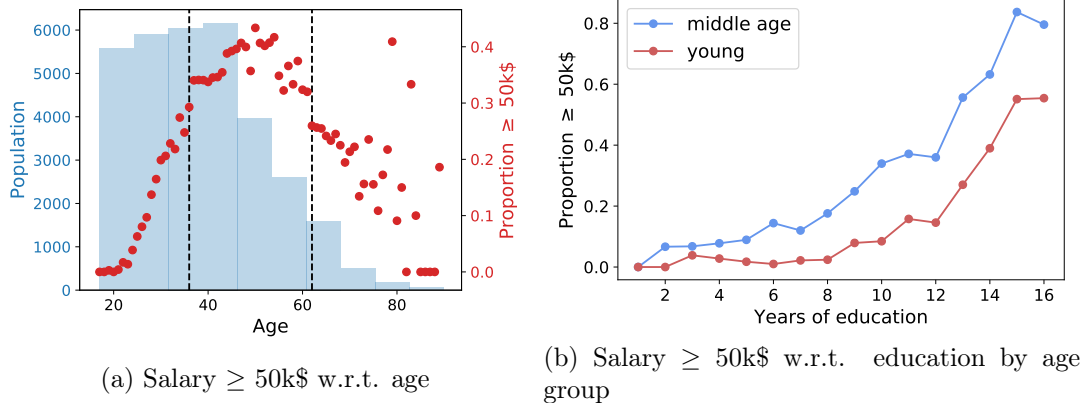 6000
5000
4000
3000
2000
1000
0
Population
20
40
60
80
Age
0.4
0.3
0.2
0.1
0.0
Proportion ≥ 50k$
(a) Salary ≥ 50k$ w.r.t. age
middle age
young
0.8
0.6
0.4
0.2
0.0
Proportion ≥ 50k$
2
4
6
8
10
12
14
16
Years of education
(b) Salary ≥ 50k$ w.r.t. education by age
group